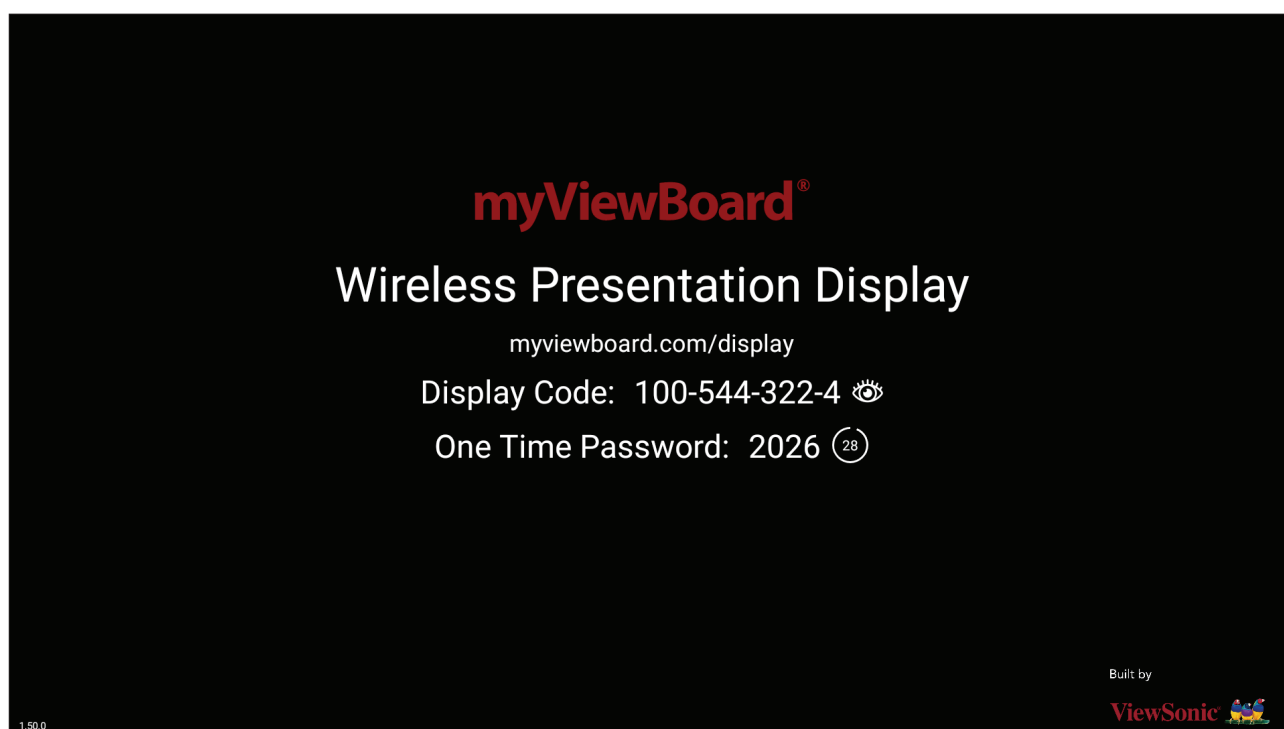 myViewBoard®
Wireless Presentation Display
myviewboard.com/display
Display Code: 100-544-322-4
One Time Password: 2026 28
Built by
ViewSonic®
1.50.0